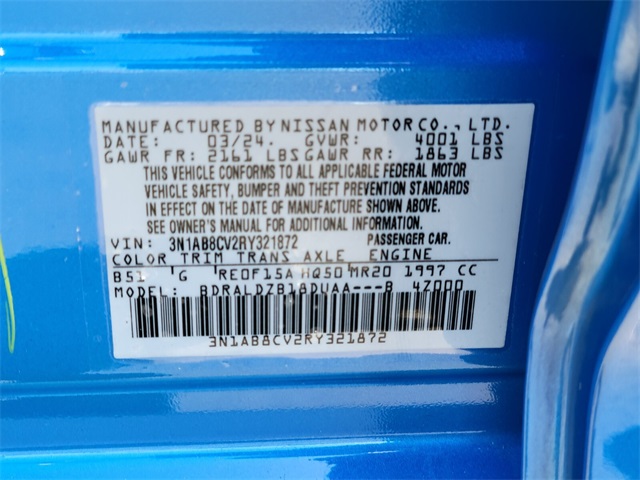 MANUFACTURED BY NISSAN MOTOR CO., LTD.
DATE: 03/24. GVWR: 4001 LBS
GAWR FR: 2161 LBS GAWR RR: 1863 LBS
THIS VEHICLE CONFORMS TO ALL APPLICABLE FEDERAL MOTOR
VEHICLE SAFETY, BUMPER AND THEFT PREVENTION STANDARDS
IN EFFECT ON THE DATE OF MANUFACTURE SHOWN ABOVE.
SEE OWNER'S MANUAL FOR ADDITIONAL INFORMATION.
VIN: 3N1AB8CV2RY321872 PASSENGER CAR.
COLOR TRIM TRANS AXLE ENGINE
B51 'G 'RE0F15A HQ50 MR20 1997 CC
MODEL: BDRALDZB18DUAA---B 4Z000
3N1AB8CV2RY321872